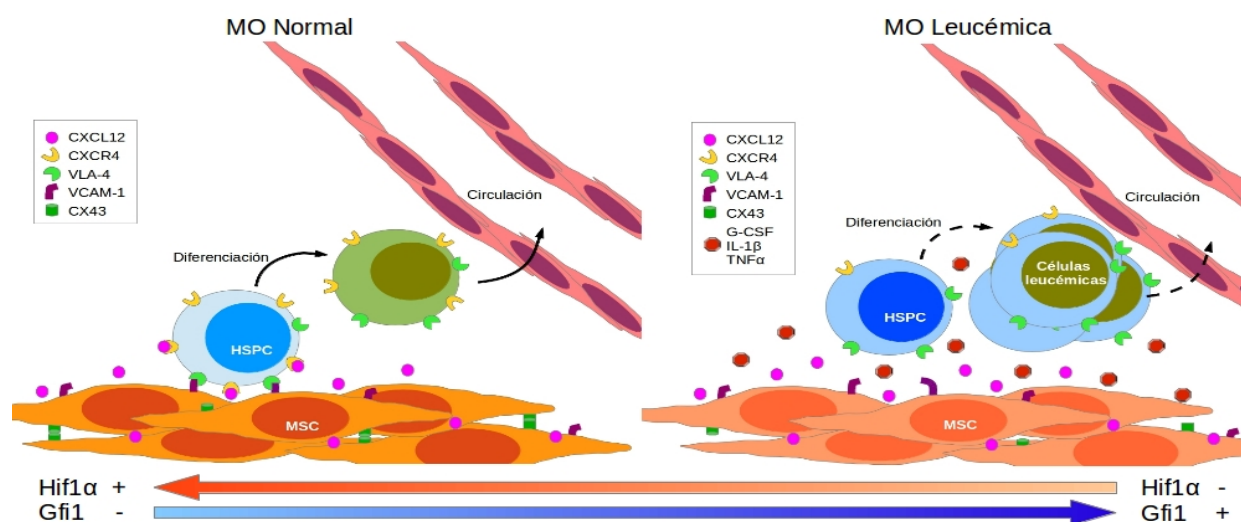 MO Normal
CXCL12
CXCR4
VLA-4
VCAM-1
CX43
Circulación
Diferenciación
HSPC
MSC
MO Leucémica
CXCL12
CXCR4
VLA-4
VCAM-1
CX43
G-CSF
IL-1β
TNFα
Circulación
Diferenciación
Células
leucémicas
HSPC
MSC
Hif1α +
Gfi1 -
Hif1α -
Gfi1 +